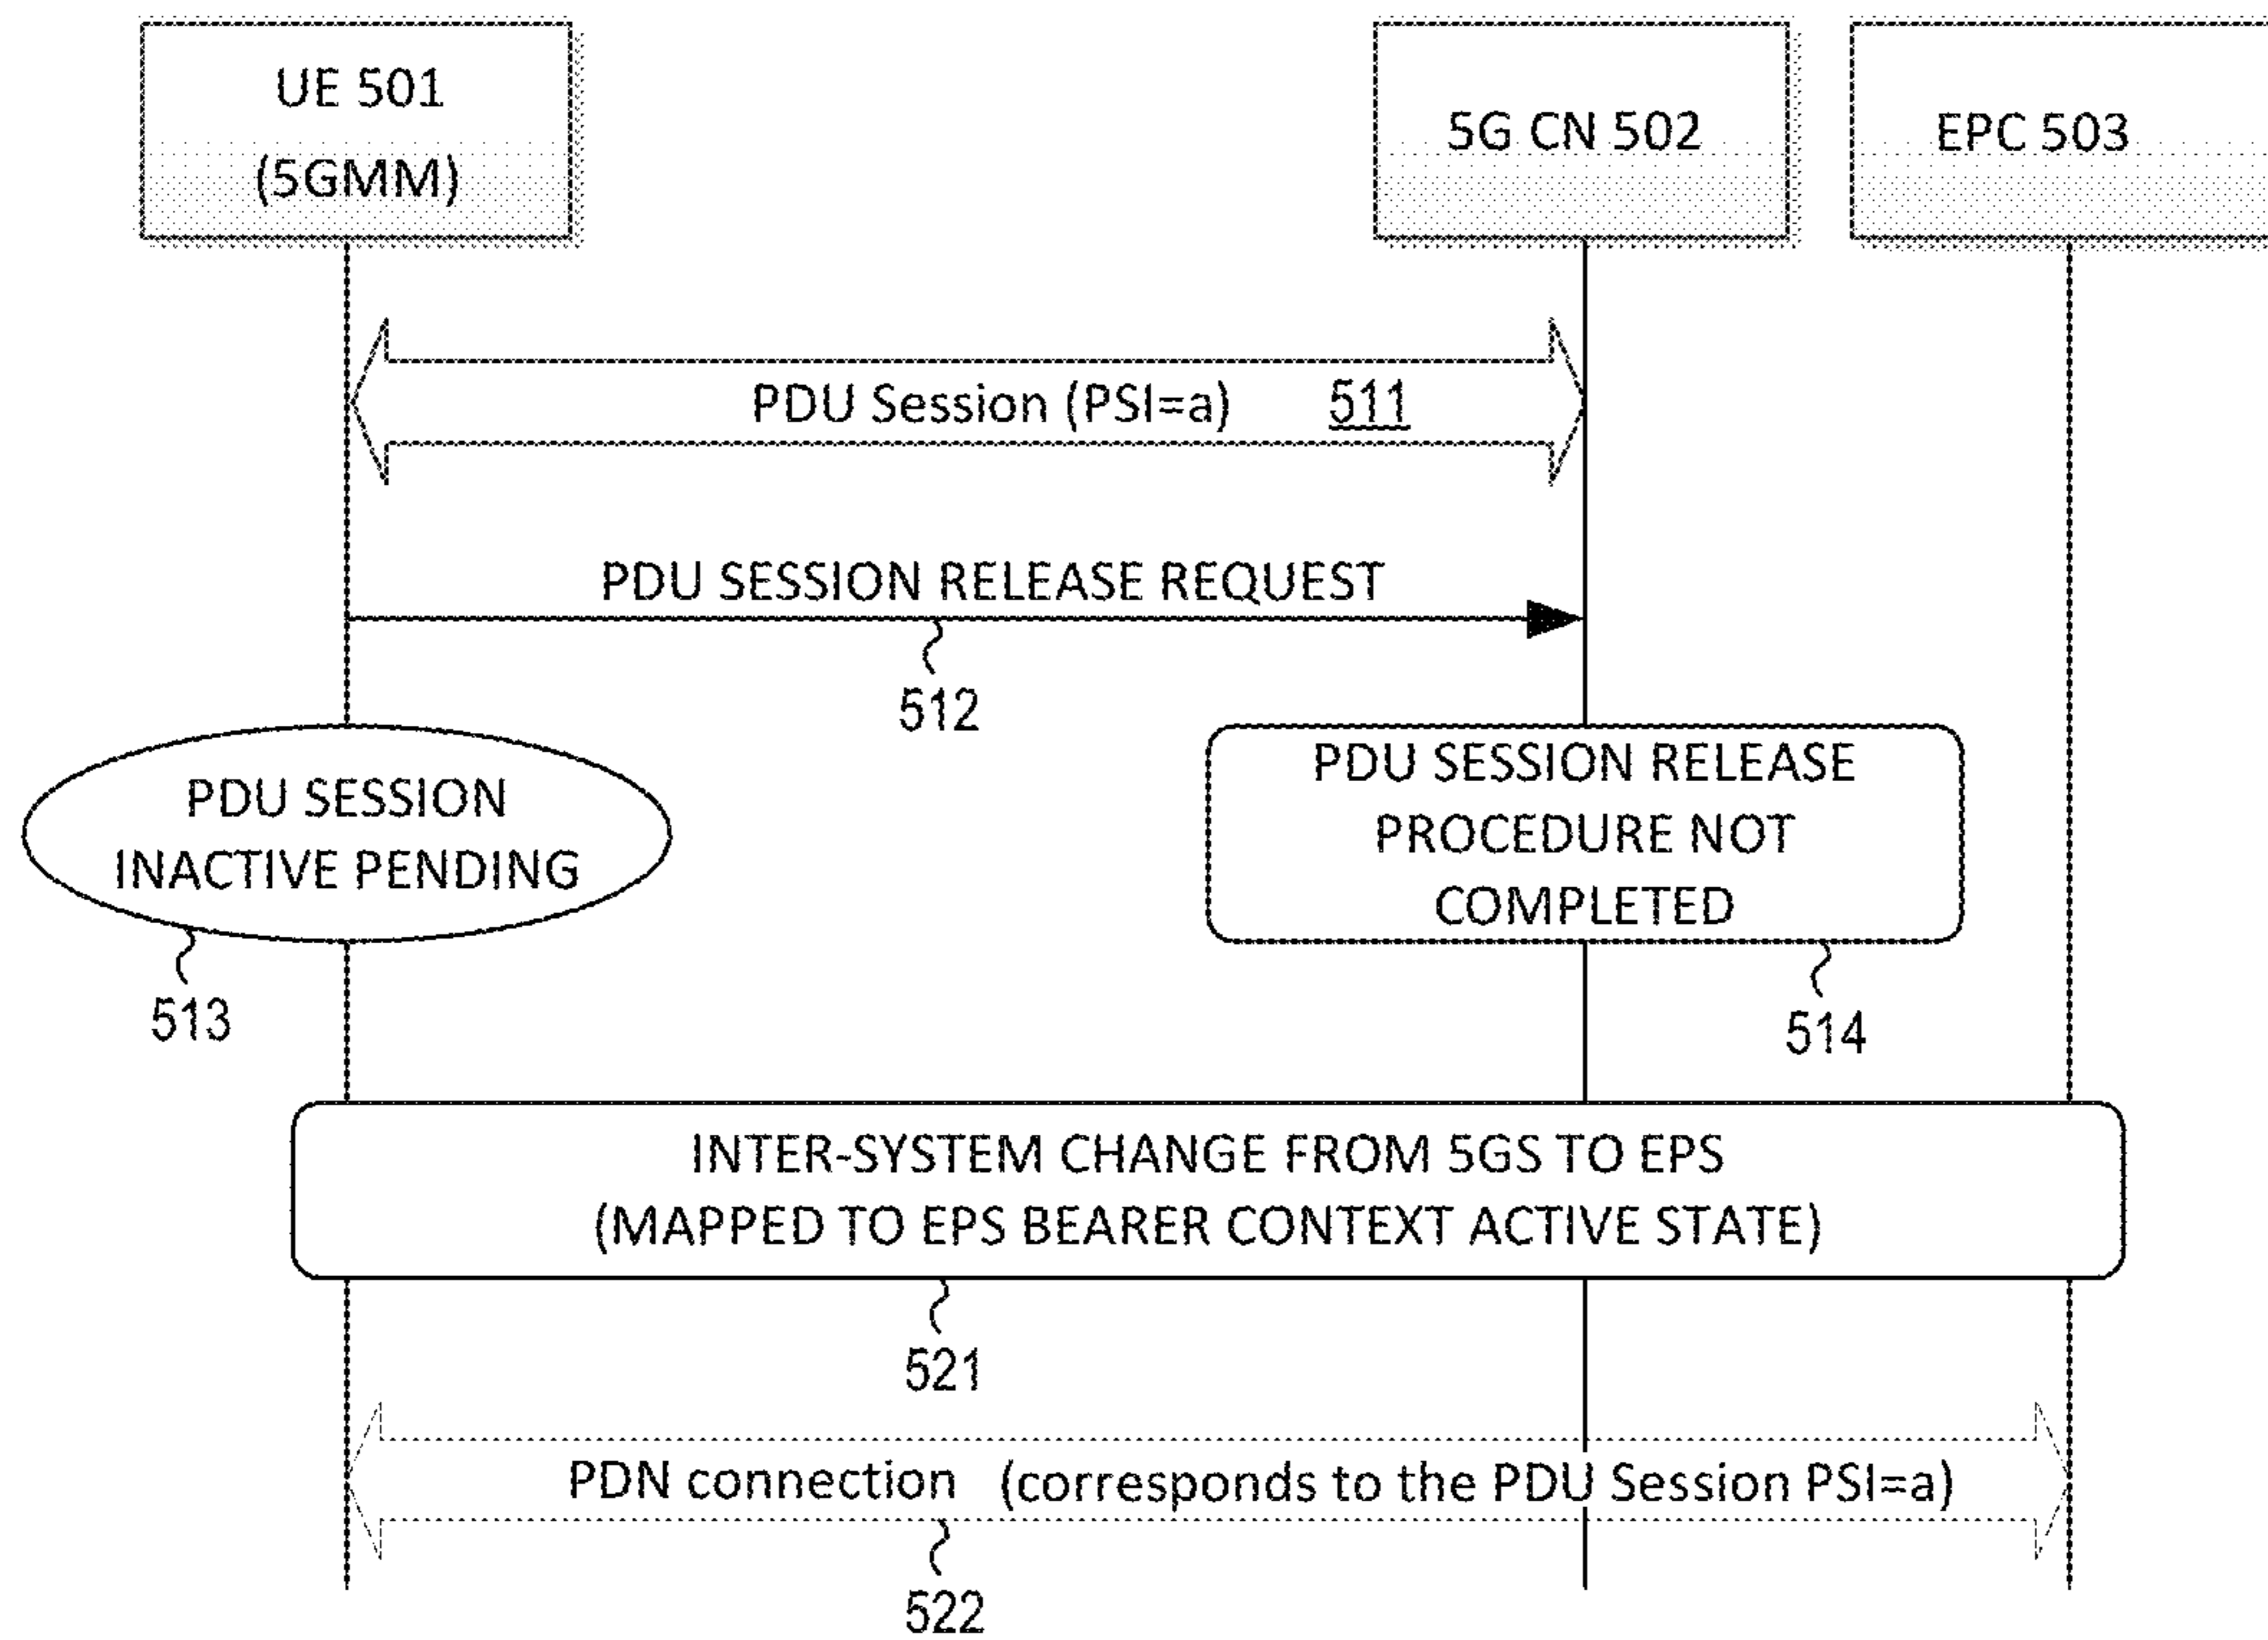 UE 501
(5GMM)
5G CN 502
EPC 503
PDU Session (PSI=a) 511
PDU SESSION RELEASE REQUEST
512
PDU SESSION
INACTIVE PENDING
513
PDU SESSION RELEASE
PROCEDURE NOT
COMPLETED
514
INTER-SYSTEM CHANGE FROM 5GS TO EPS
(MAPPED TO EPS BEARER CONTEXT ACTIVE STATE)
521
PDN connection (corresponds to the PDU Session PSI=a)
522